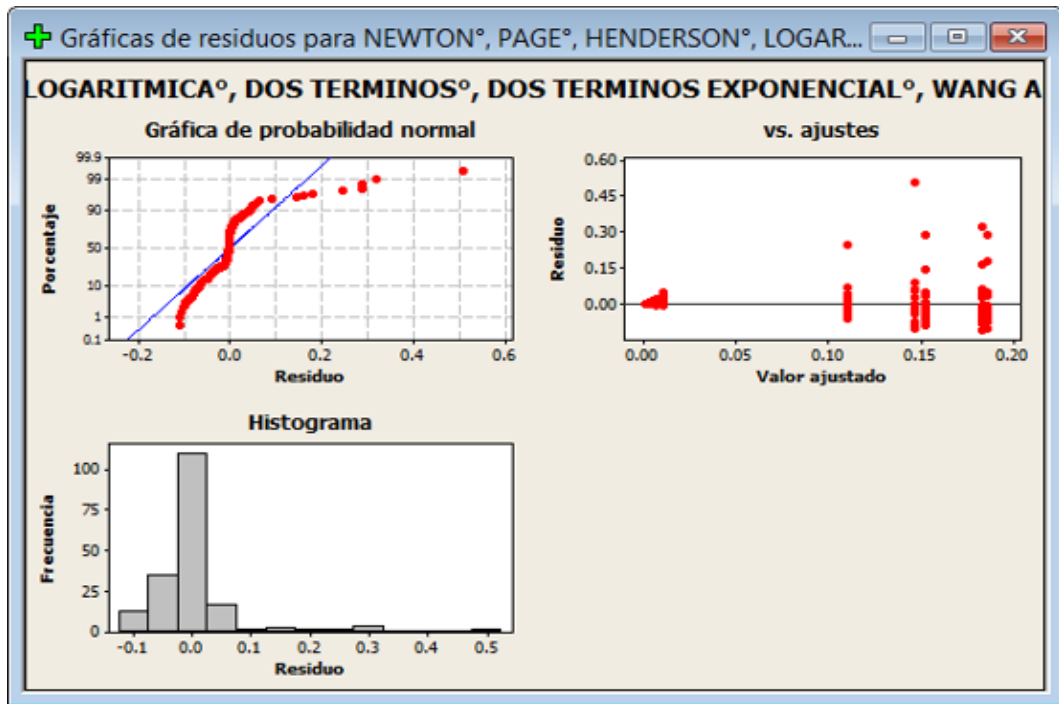 Gráficas de residuos para NEWTON°, PAGE°, HENDERSON°, LOGAR...
LOGARITMICA°, DOS TERMINOS°, DOS TERMINOS EXPONENCIAL°, WANG A
Gráfica de probabilidad normal
99.9
99
90
50
10
1
0.1
Porcentaje
-0.2 0.0 0.2 0.4 0.6
Residuo
vs. ajustes
0.60
0.45
0.30
0.15
0.00
Residuo
0.00 0.05 0.10 0.15 0.20
Valor ajustado
Histograma
100
75
50
25
0
Frecuencia
-0.1 0.0 0.1 0.2 0.3 0.4 0.5
Residuo